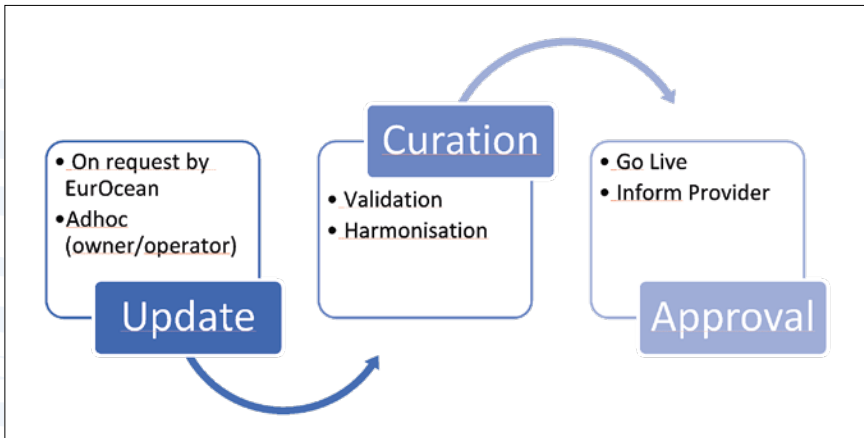 • On request by
EurOcean
•Adhoc
(owner/operator)
Update
Curation
• Validation
• Harmonisation
• Go Live
• Inform Provider
Approval